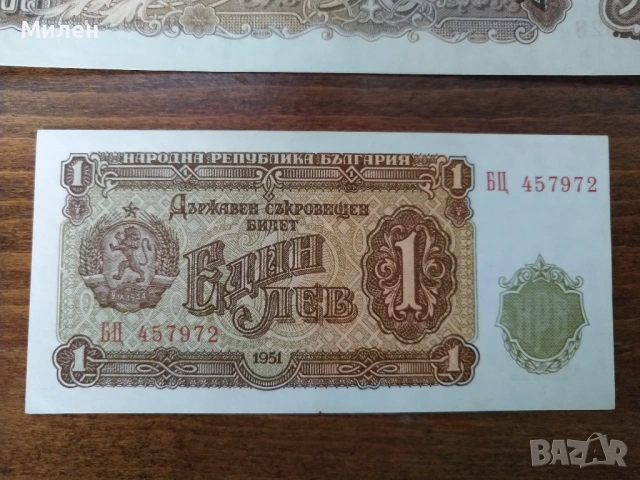 Милен
НАРОДНА РЕПУБЛИКА БЪЛГАРИЯ
1 1
БЦ 457972
ДЪРЖАВЕН СЪКРОВИЩЕН
БИЛЕТ
ЕДИН
ЛЕВ
1
БЦ 457972
1951
1 1
BAZAR